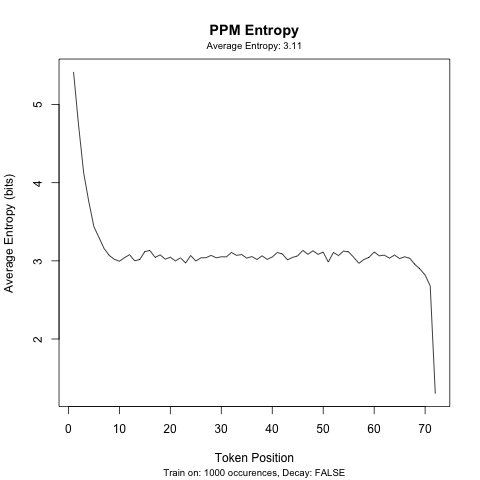 PPM Entropy
Average Entropy: 3.11
Average Entropy (bits)
5
4
3
2
0 10 20 30 40 50 60 70
Token Position
Train on: 1000 occurences, Decay: FALSE